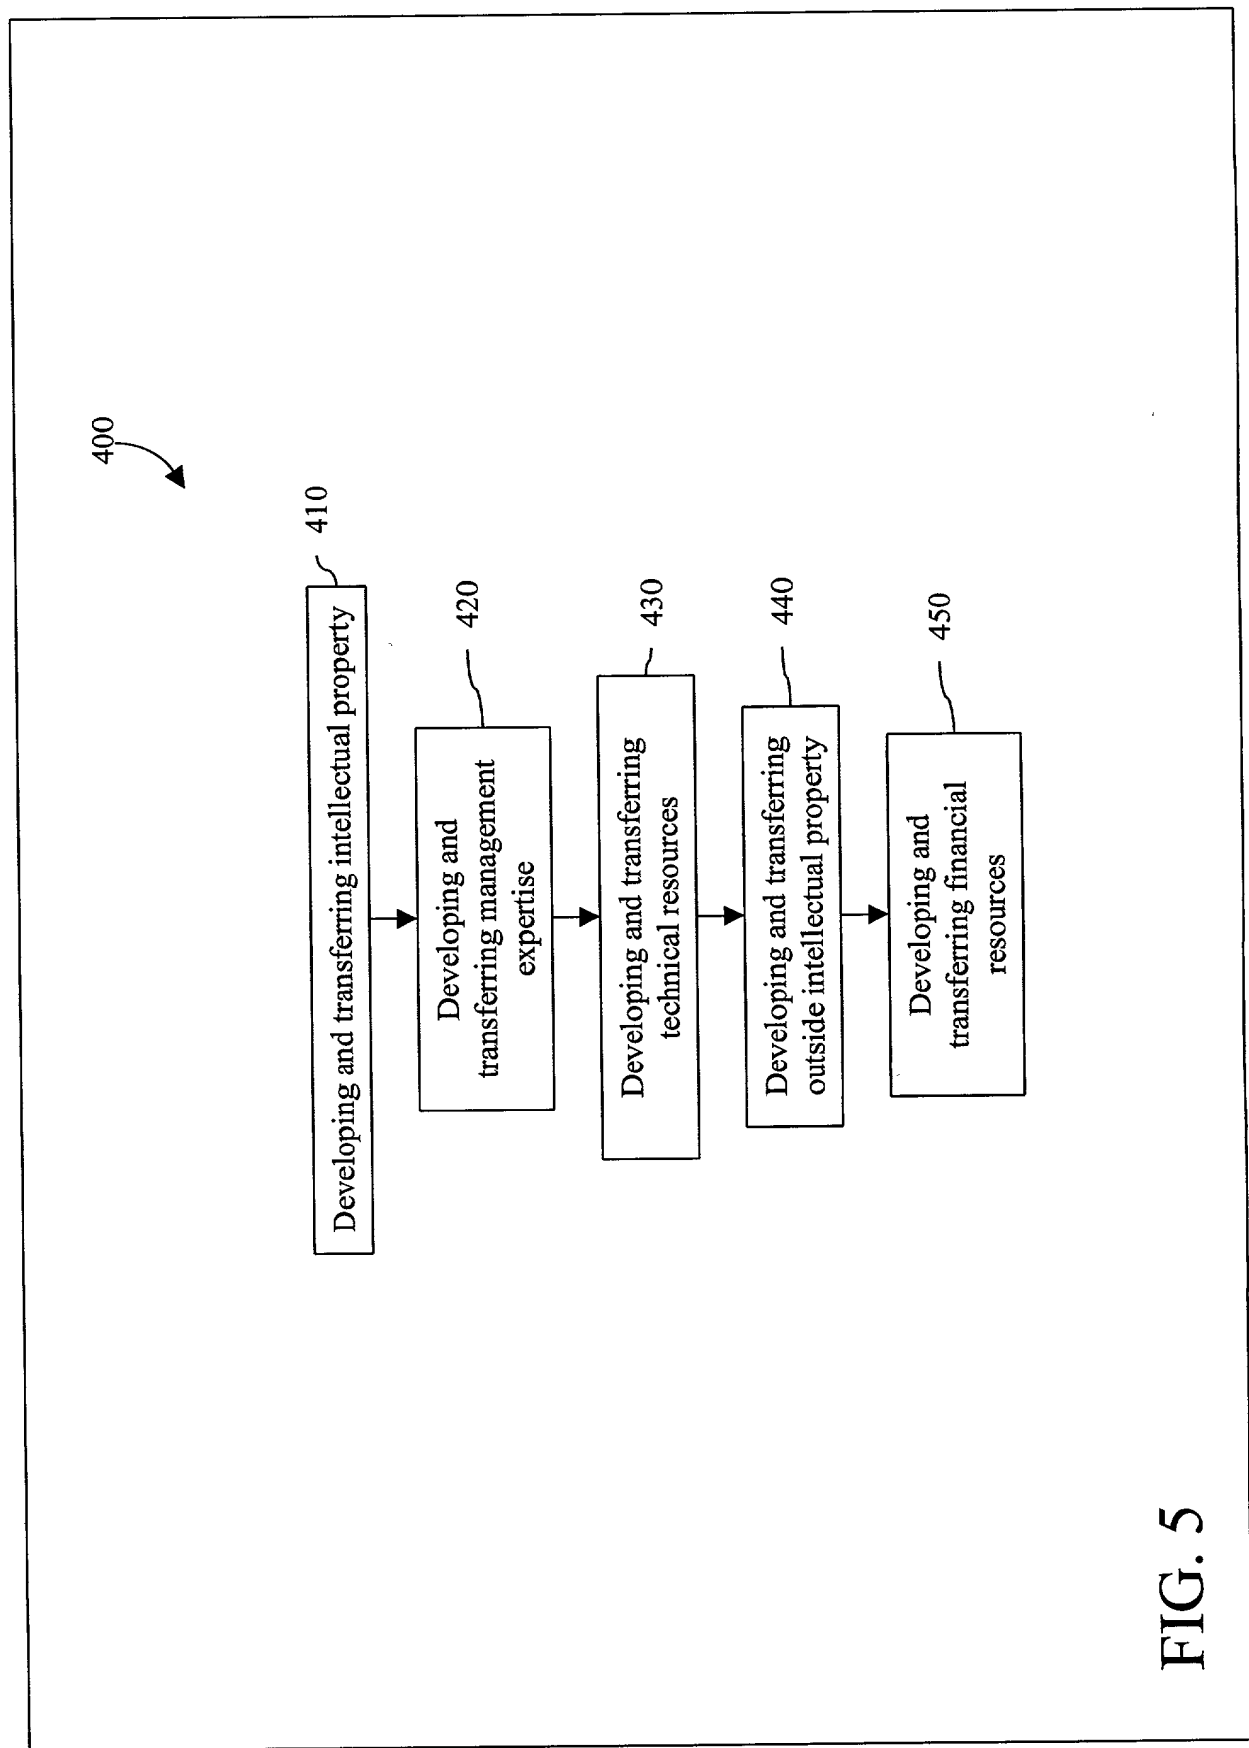 400
410
Developing and transferring intellectual property
420
Developing and
transferring management
expertise
430
Developing and transferring
technical resources
440
Developing and transferring
outside intellectual property
450
Developing and
transferring financial
resources
FIG. 5